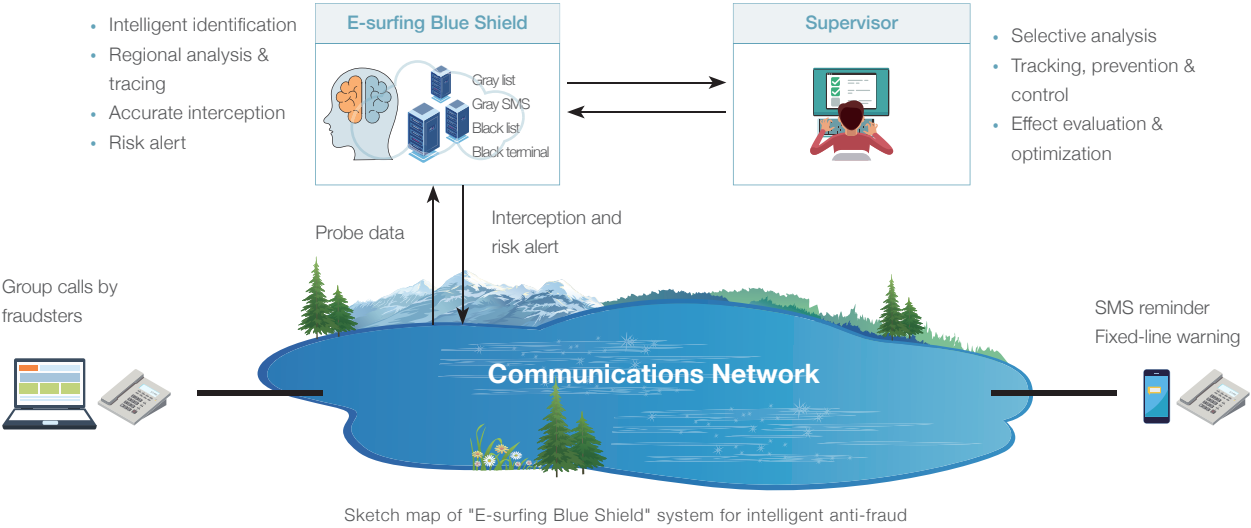 • Intelligent identification
• Regional analysis &
tracing
• Accurate interception
• Risk alert
E-surfing Blue Shield
Gray list
Gray SMS
Black list
Black terminal
Supervisor
• Selective analysis
• Tracking, prevention &
control
• Effect evaluation &
optimization
Probe data
Interception and
risk alert
Group calls by
fraudsters
SMS reminder
Fixed-line warning
Communications Network
Sketch map of "E-surfing Blue Shield" system for intelligent anti-fraud